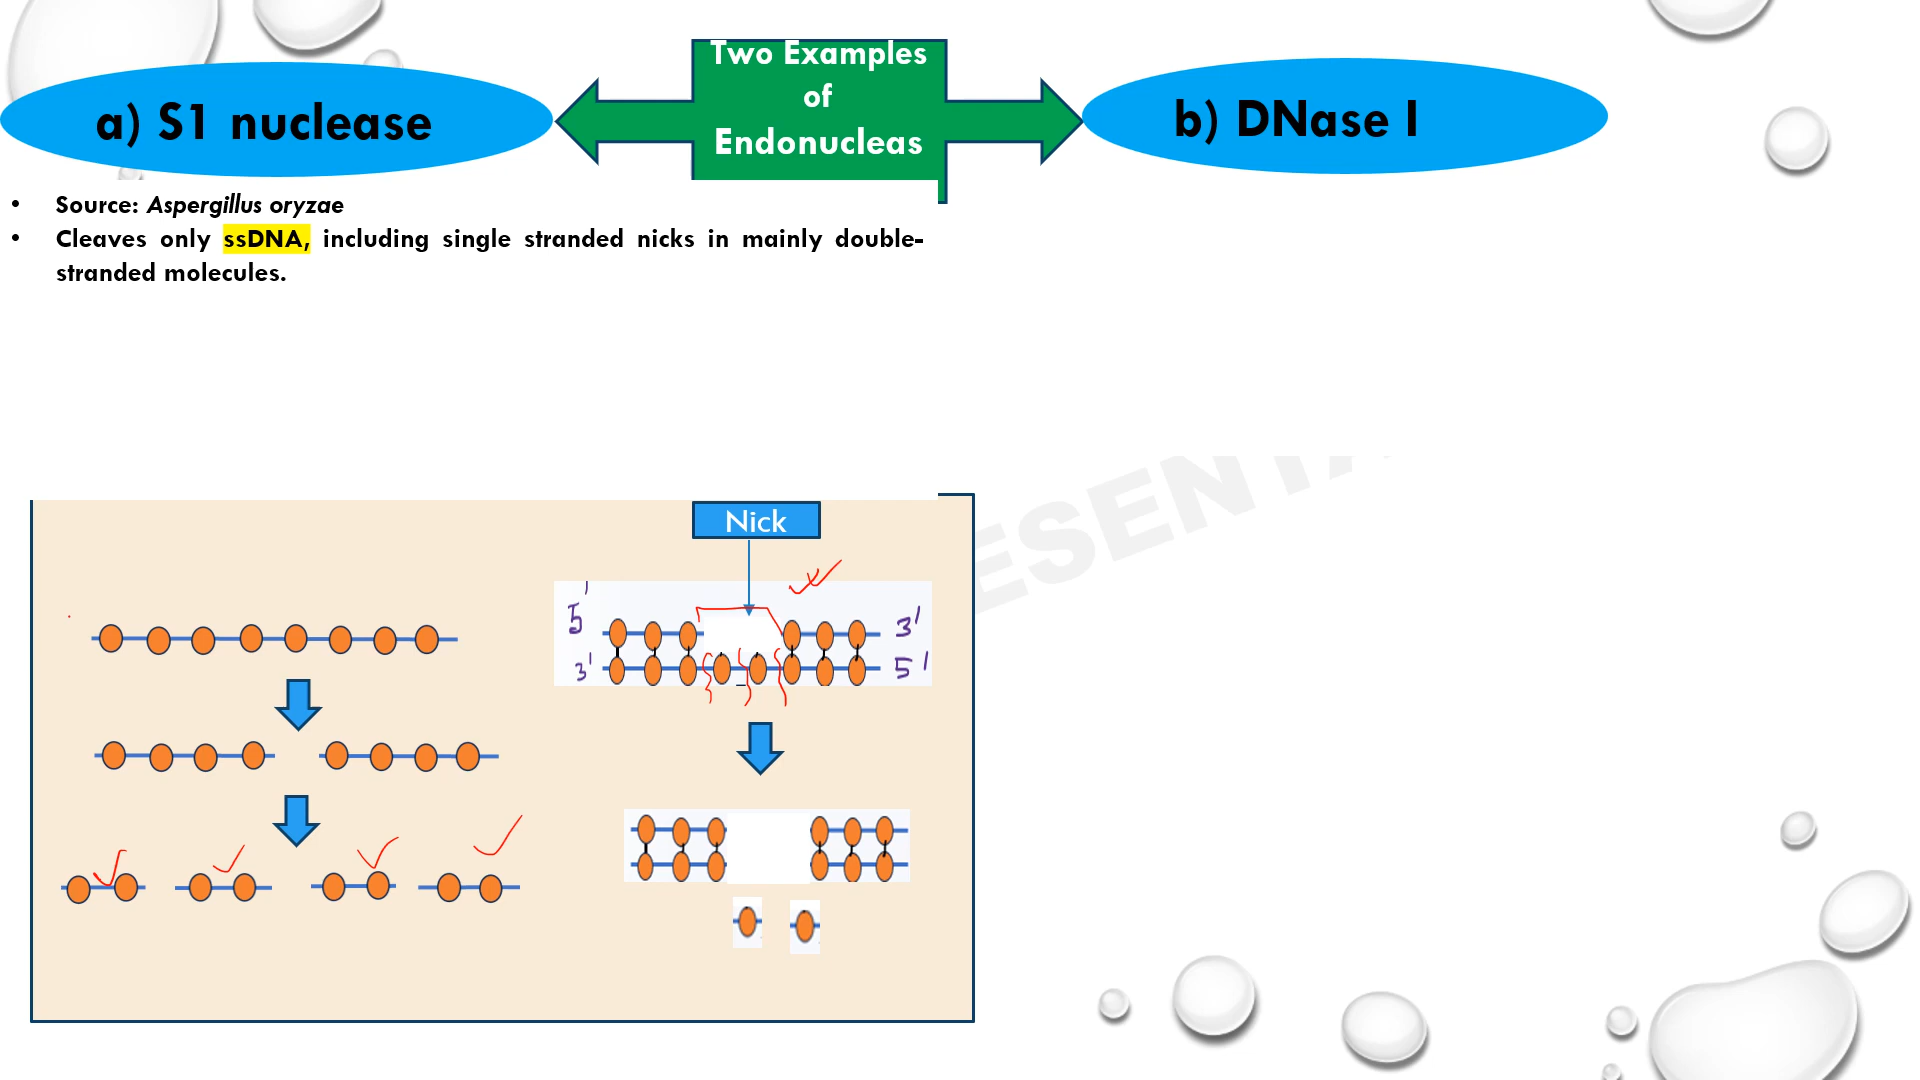 Two Examples
of
Endonucleas
a) S1 nuclease
b) DNase I
• Source: Aspergillus oryzae
• Cleaves only ssDNA, including single stranded nicks in mainly double-
stranded molecules.
ESENTA
Nick
5' 3'
3' 5'